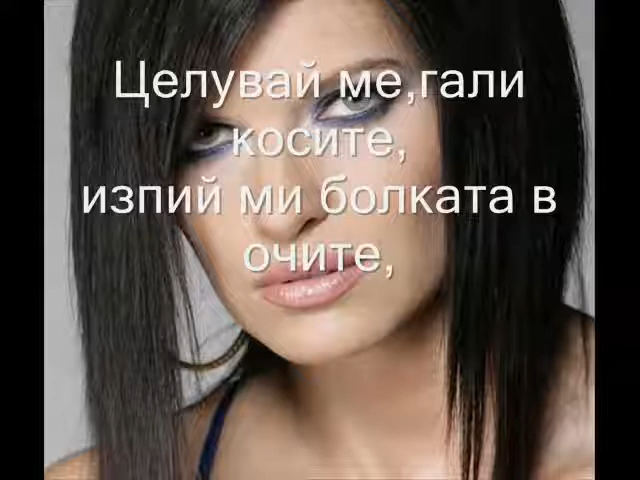 Целувай ме,гали
косите,
изпий ми болката в
очите,